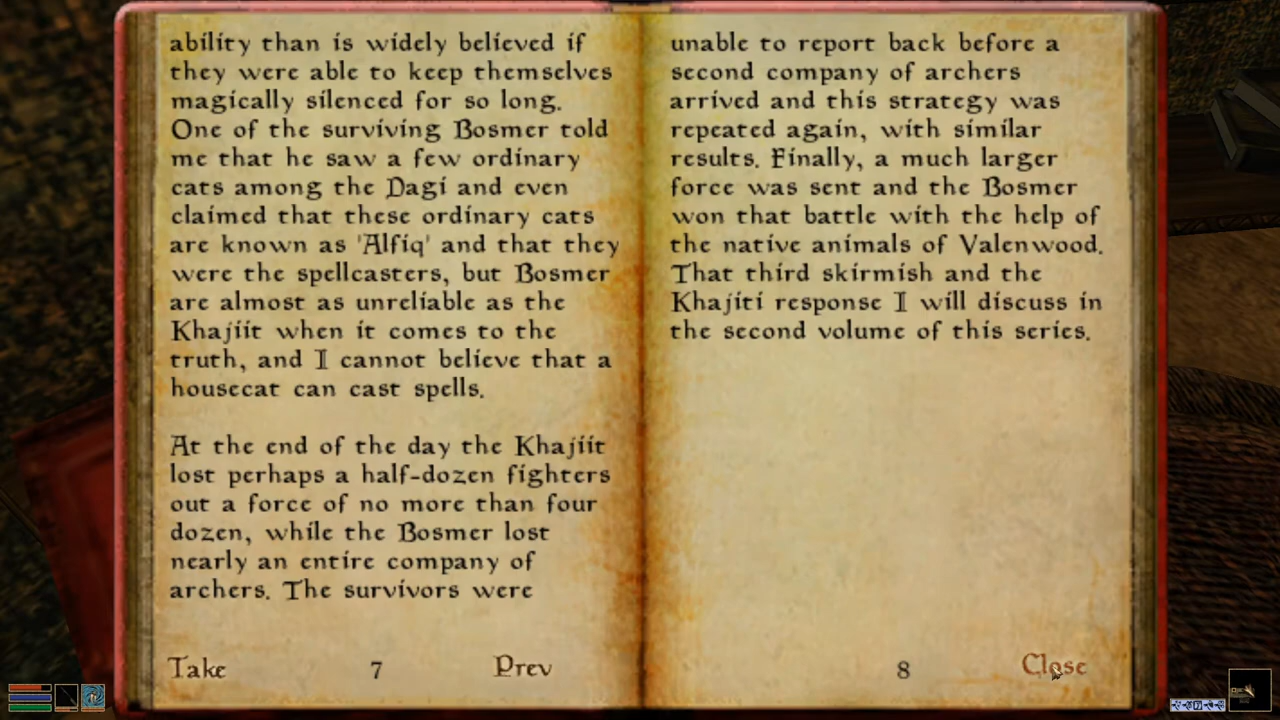 ability than is widely believed if
they were able to keep themselves
magically silenced for so long.
One of the surviving Bosmer told
me that he saw a few ordinary
cats among the Dagi and even
claimed that these ordinary cats
are known as 'Alfiq' and that they
were the spellcasters, but Bosmer
are almost as unreliable as the
Khajiit when it comes to the
truth, and I cannot believe that a
housecat can cast spells.
At the end of the day the Khajiit
lost perhaps a half-dozen fighters
out a force of no more than four
dozen, while the Bosmer lost
nearly an entire company of
archers. The survivors were
Take 7 Prev
unable to report back before a
second company of archers
arrived and this strategy was
repeated again, with similar
results. Finally, a much larger
force was sent and the Bosmer
won that battle with the help of
the native animals of Valenwood.
That third skirmish and the
Khajiti response I will discuss in
the second volume of this series.
8 Close